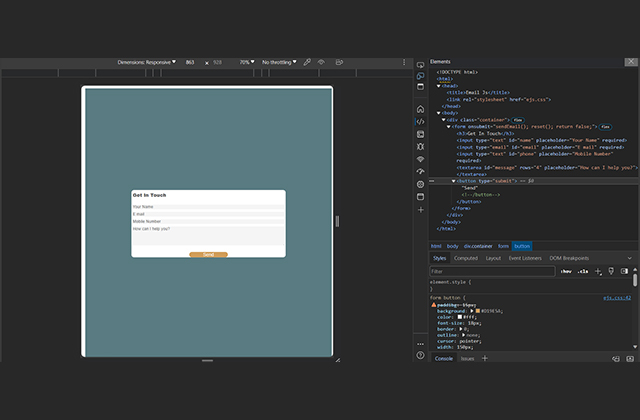 Dimensions: Responsive 863 × 928 70% No throttling
Get In Touch
Your Name
E mail
Mobile Number
How can I help you?
Send
Elements
<!DOCTYPE html>
<html>
<head>
<title>Email Js</title>
<link rel="stylesheet" href="ejs.css">
</head>
<body>
<div class="container"> flex
<form onsubmit="sendEmail(); reset(); return false;"> flex
<h3>Get In Touch</h3>
<input type="text" id="name" placeholder="Your Name" required>
<input type="email" id="email" placeholder="E mail" required>
<input type="text" id="phone" placeholder="Mobile Number"
required>
<textarea id="message" rows="4" placeholder="How can I help you?">
</textarea>
<button type="submit"> == $0
"Send"
<!--/button-->
</button>
</form>
</div>
</body>
</html>
html body div.container form button
Styles Computed Layout Event Listeners DOM Breakpoints
Filter :hov .cls
element.style {
}
form button { ejs.css:42
padding: 15px;
background:
color: #fff;
font-size: 18px;
border: 0;
outline: none;
cursor: pointer;
width: 150px;
Console Issues